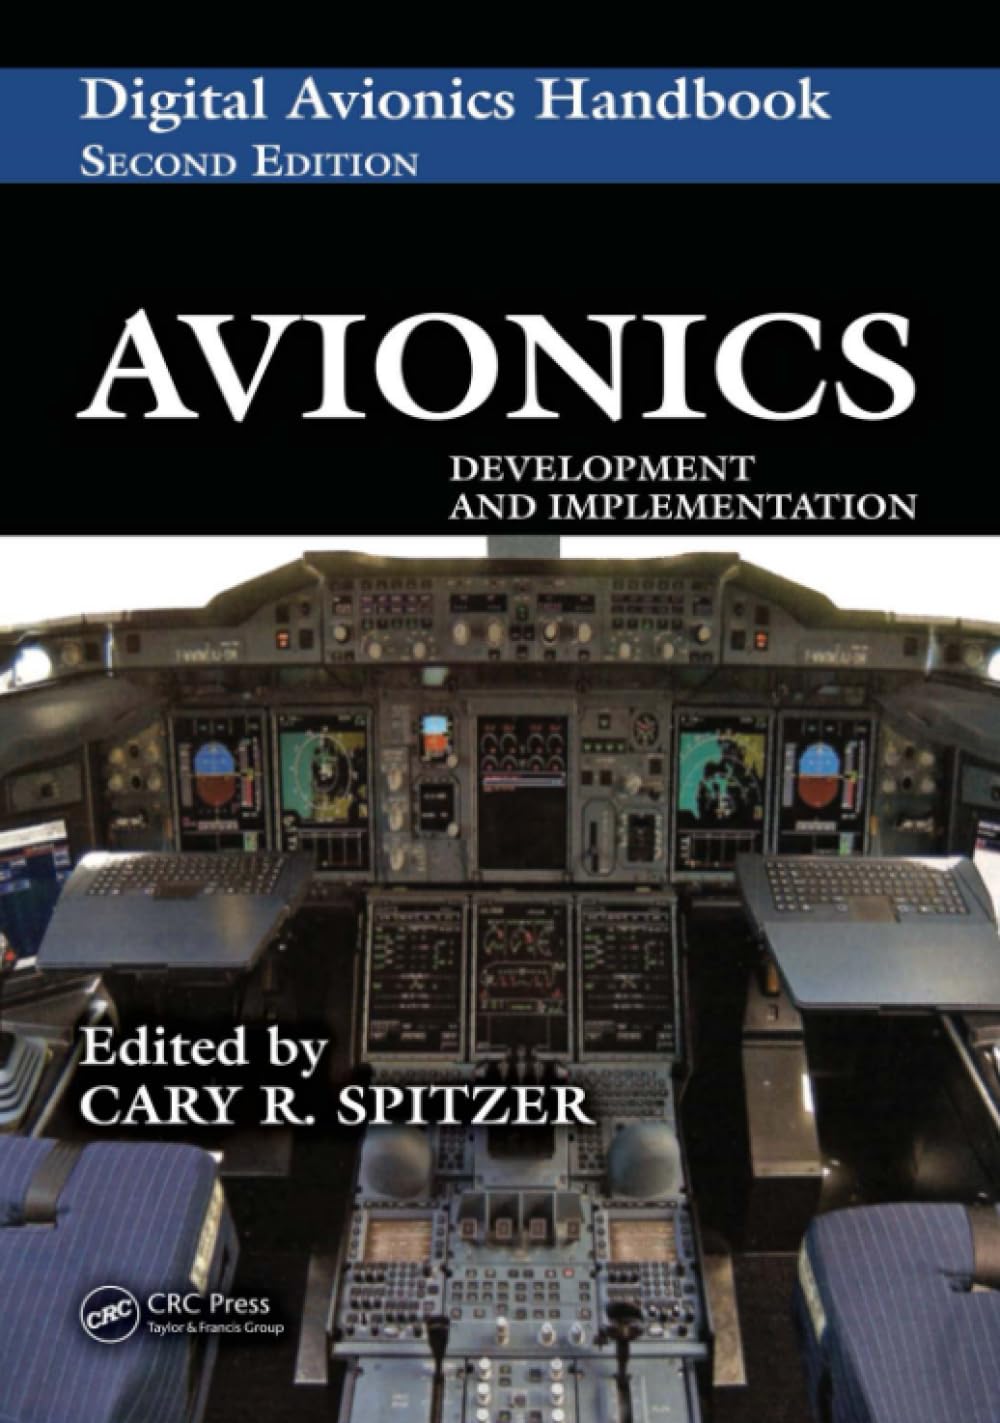 Digital Avionics Handbook
SECOND EDITION
AVIONICS
DEVELOPMENT
AND IMPLEMENTATION
Edited by
CARY R. SPITZER
CRC CRC Press
Taylor & Francis Group